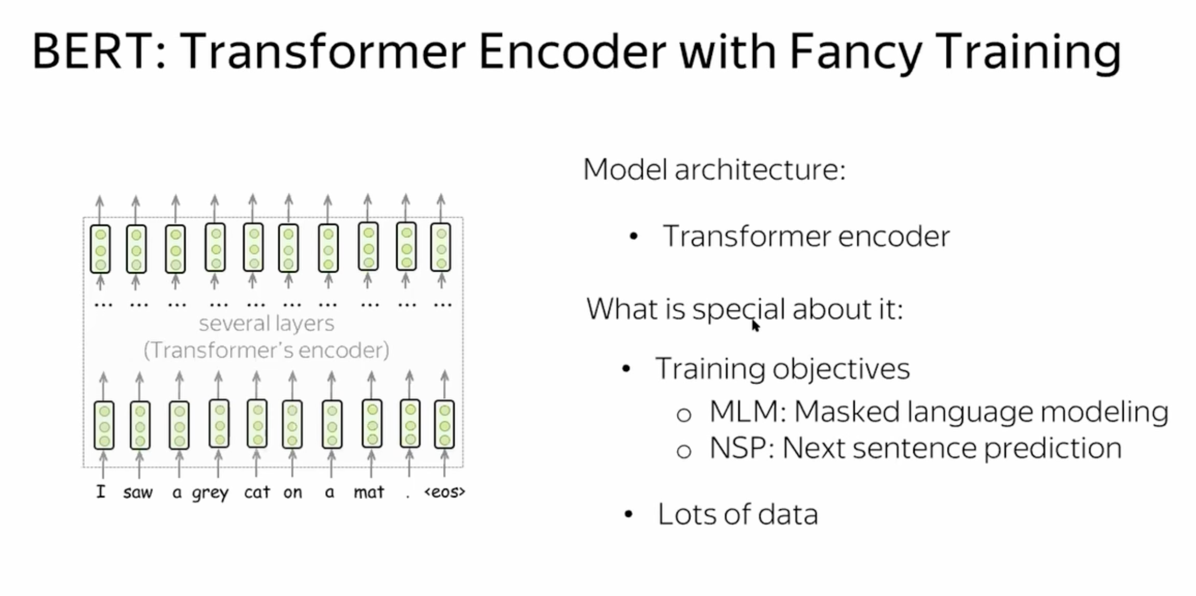 BERT: Transformer Encoder with Fancy Training
several layers
(Transformer's encoder)
I saw a grey cat on a mat . <eos>
Model architecture:
• Transformer encoder
What is special about it:
• Training objectives
o MLM: Masked language modeling
o NSP: Next sentence prediction
• Lots of data